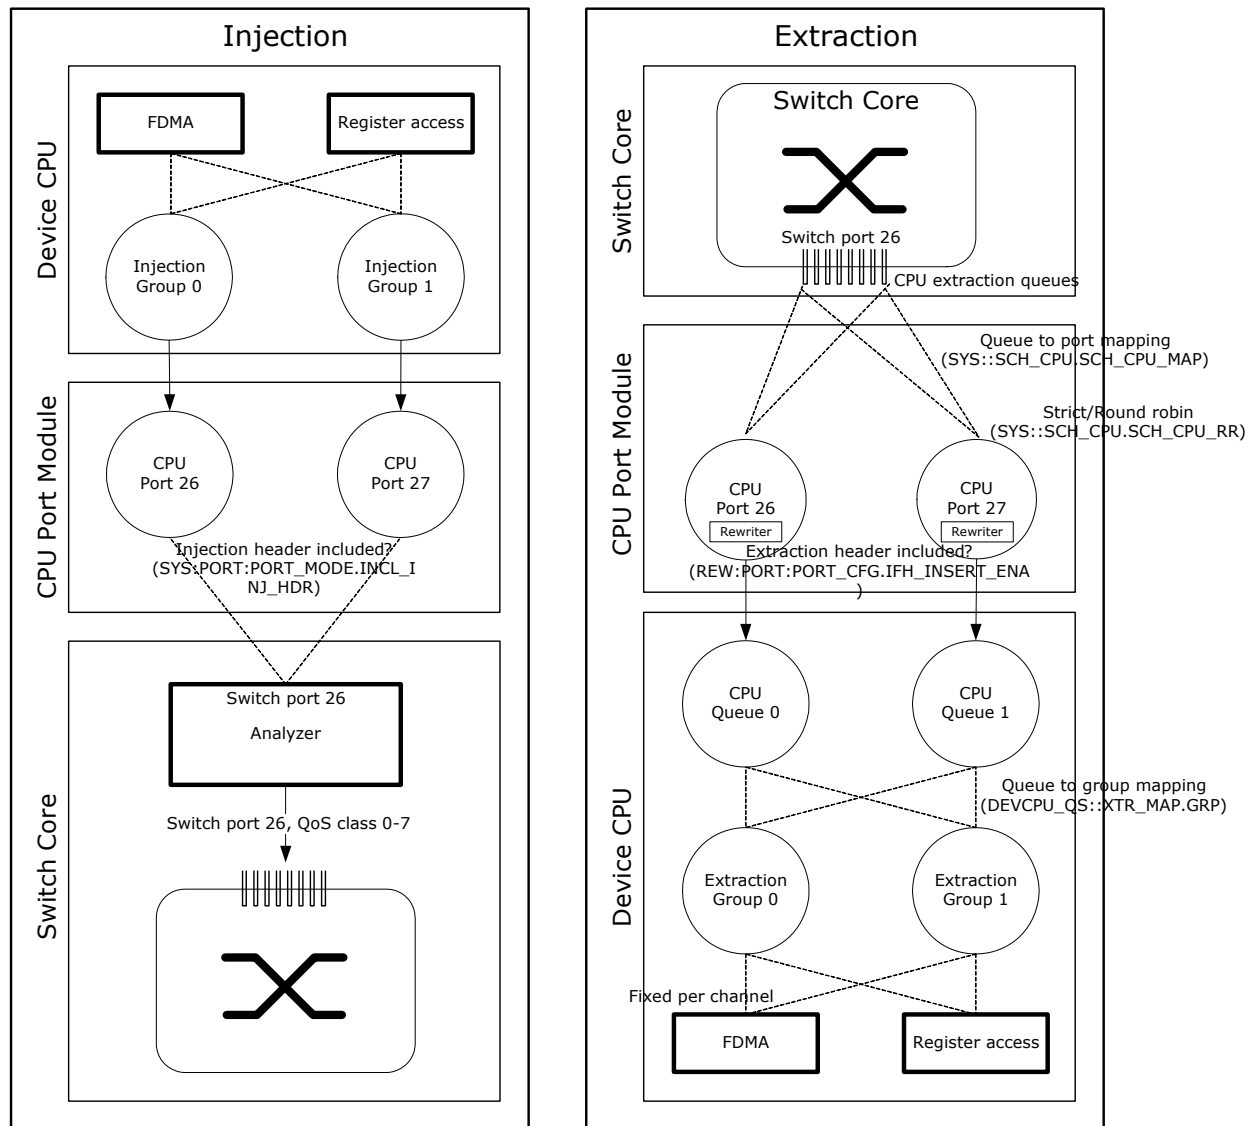 Injection
Device CPU
FDMA
Register access
Injection
Group 0
Injection
Group 1
CPU Port Module
CPU
Port 26
CPU
Port 27
Injection header included?
(SYS:PORT:PORT_MODE.INCL_I
NJ_HDR)
Switch Core
Switch port 26
Analyzer
Switch port 26, QoS class 0-7
Extraction
Switch Core
Switch Core
Switch port 26
CPU extraction queues
CPU Port Module
Queue to port mapping
(SYS::SCH_CPU.SCH_CPU_MAP)
Strict/Round robin
(SYS::SCH_CPU.SCH_CPU_RR)
CPU
Port 26
Rewriter
CPU
Port 27
Rewriter
Extraction header included?
(REW:PORT:PORT_CFG.IFH_INSERT_ENA
)
Device CPU
CPU
Queue 0
CPU
Queue 1
Queue to group mapping
(DEVCPU_QS::XTR_MAP.GRP)
Extraction
Group 0
Extraction
Group 1
Fixed per channel
FDMA
Register access